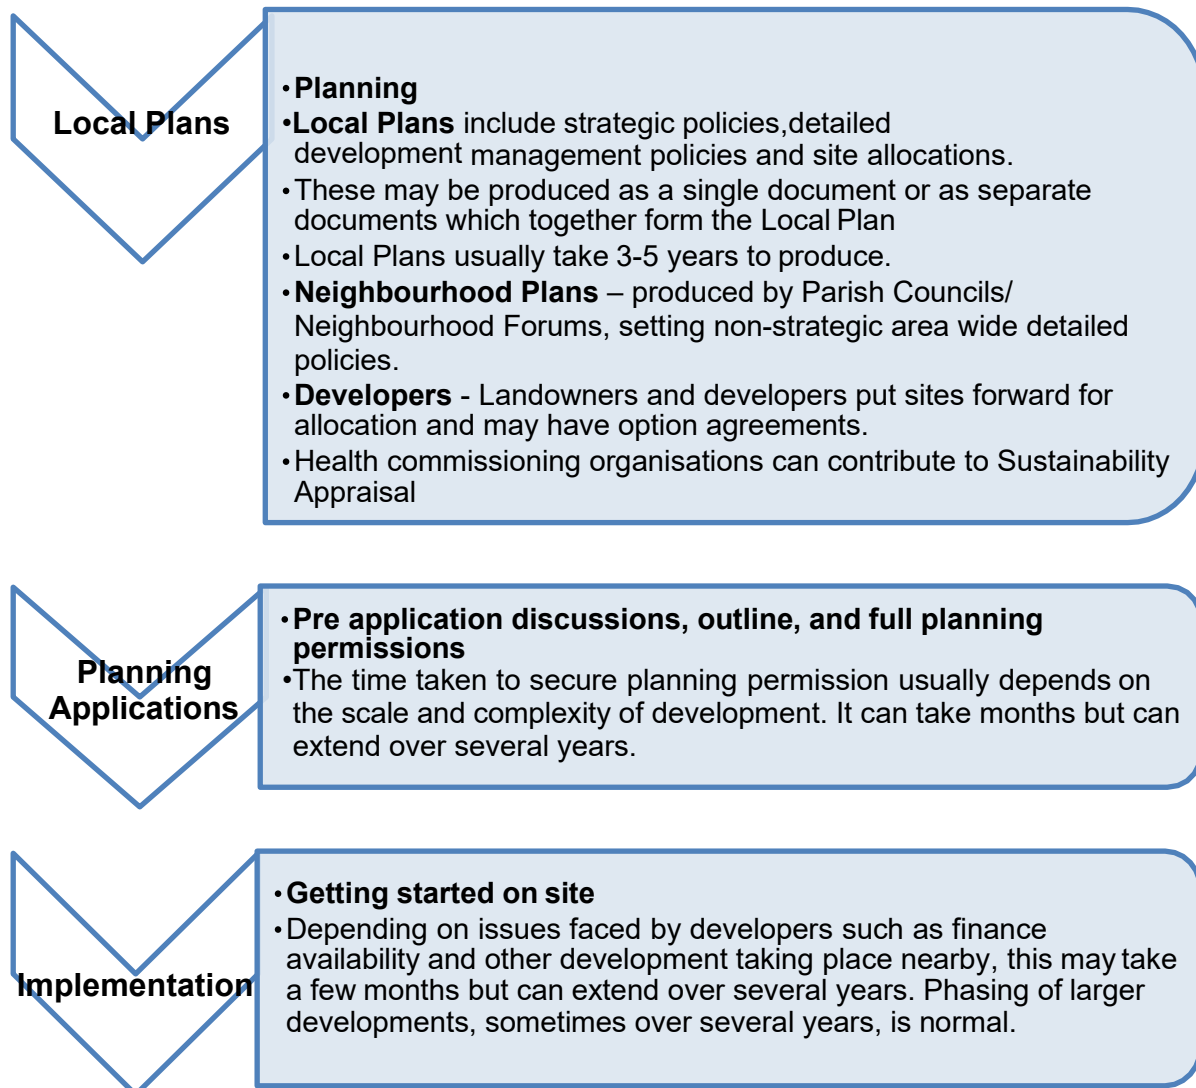 Local Plans
•Planning
•Local Plans include strategic policies,detailed
development management policies and site allocations.
•These may be produced as a single document or as separate
documents which together form the Local Plan
•Local Plans usually take 3-5 years to produce.
•Neighbourhood Plans – produced by Parish Councils/
Neighbourhood Forums, setting non-strategic area wide detailed
policies.
•Developers - Landowners and developers put sites forward for
allocation and may have option agreements.
•Health commissioning organisations can contribute to Sustainability
Appraisal
Planning
Applications
•Pre application discussions, outline, and full planning
permissions
•The time taken to secure planning permission usually depends on
the scale and complexity of development. It can take months but can
extend over several years.
Implementation
•Getting started on site
•Depending on issues faced by developers such as finance
availability and other development taking place nearby, this may take
a few months but can extend over several years. Phasing of larger
developments, sometimes over several years, is normal.